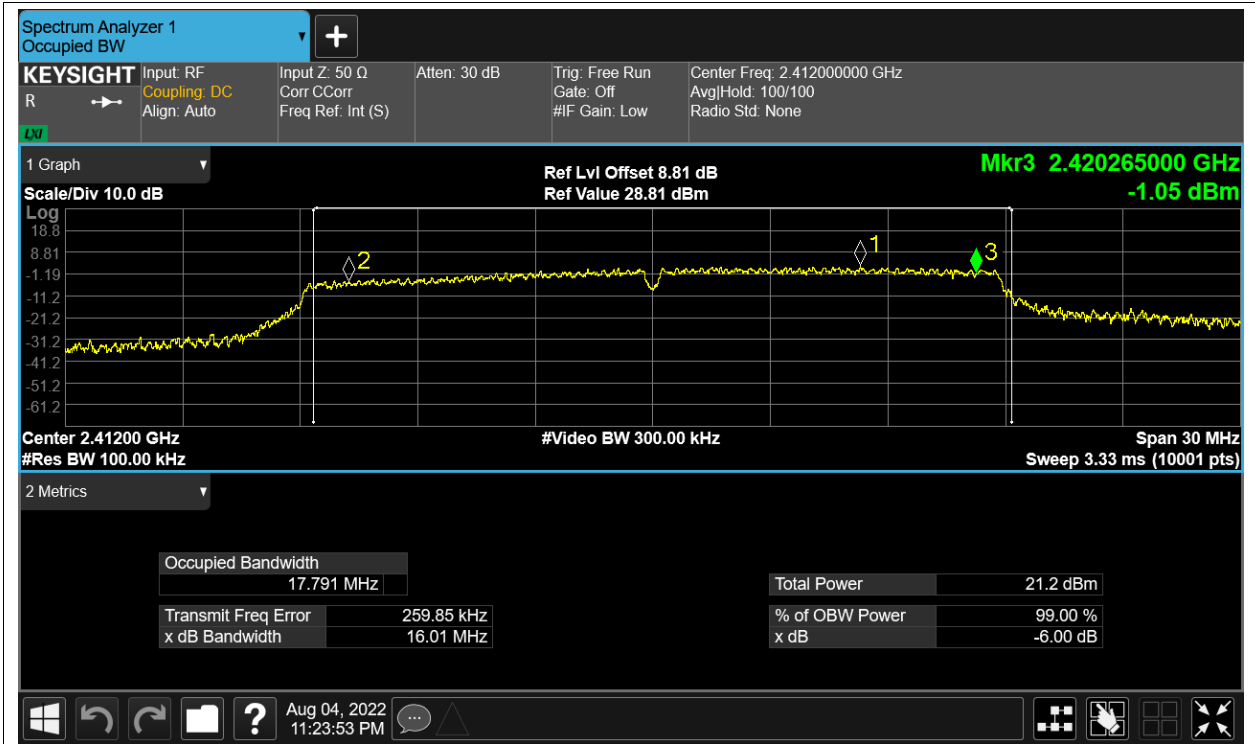 Spectrum Analyzer 1
Occupied BW
KEYSIGHT
R
LXI
Input: RF
Coupling: DC
Align: Auto
Input Z: 50 Ω
Corr CCorr
Freq Ref: Int (S)
Atten: 30 dB
Trig: Free Run
Gate: Off
#IF Gain: Low
Center Freq: 2.412000000 GHz
Avg|Hold: 100/100
Radio Std: None
1 Graph
Scale/Div 10.0 dB
Ref Lvl Offset 8.81 dB
Ref Value 28.81 dBm
Mkr3 2.420265000 GHz
-1.05 dBm
Log
18.8
8.81
-1.19
-11.2
-21.2
-31.2
-41.2
-51.2
-61.2
2
1
3
Center 2.41200 GHz
#Res BW 100.00 kHz
#Video BW 300.00 kHz
Span 30 MHz
Sweep 3.33 ms (10001 pts)
2 Metrics
Occupied Bandwidth
17.791 MHz
Transmit Freq Error 259.85 kHz
x dB Bandwidth 16.01 MHz
Total Power 21.2 dBm
% of OBW Power 99.00 %
x dB -6.00 dB
?
Aug 04, 2022
11:23:53 PM